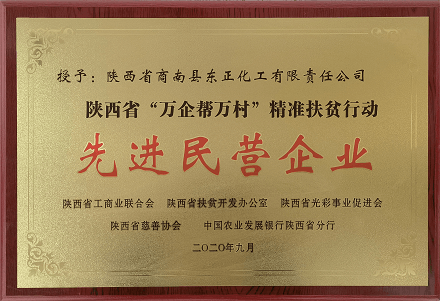 授予：陕西省商南县东正化工有限责任公司
陕西省“万企帮万村”精准扶贫行动
先进民营企业
陕西省工商业联合会 陕西省扶贫开发办公室 陕西省光彩事业促进会
陕西省慈善协会 中国农业发展银行陕西省分行
二〇二〇年九月